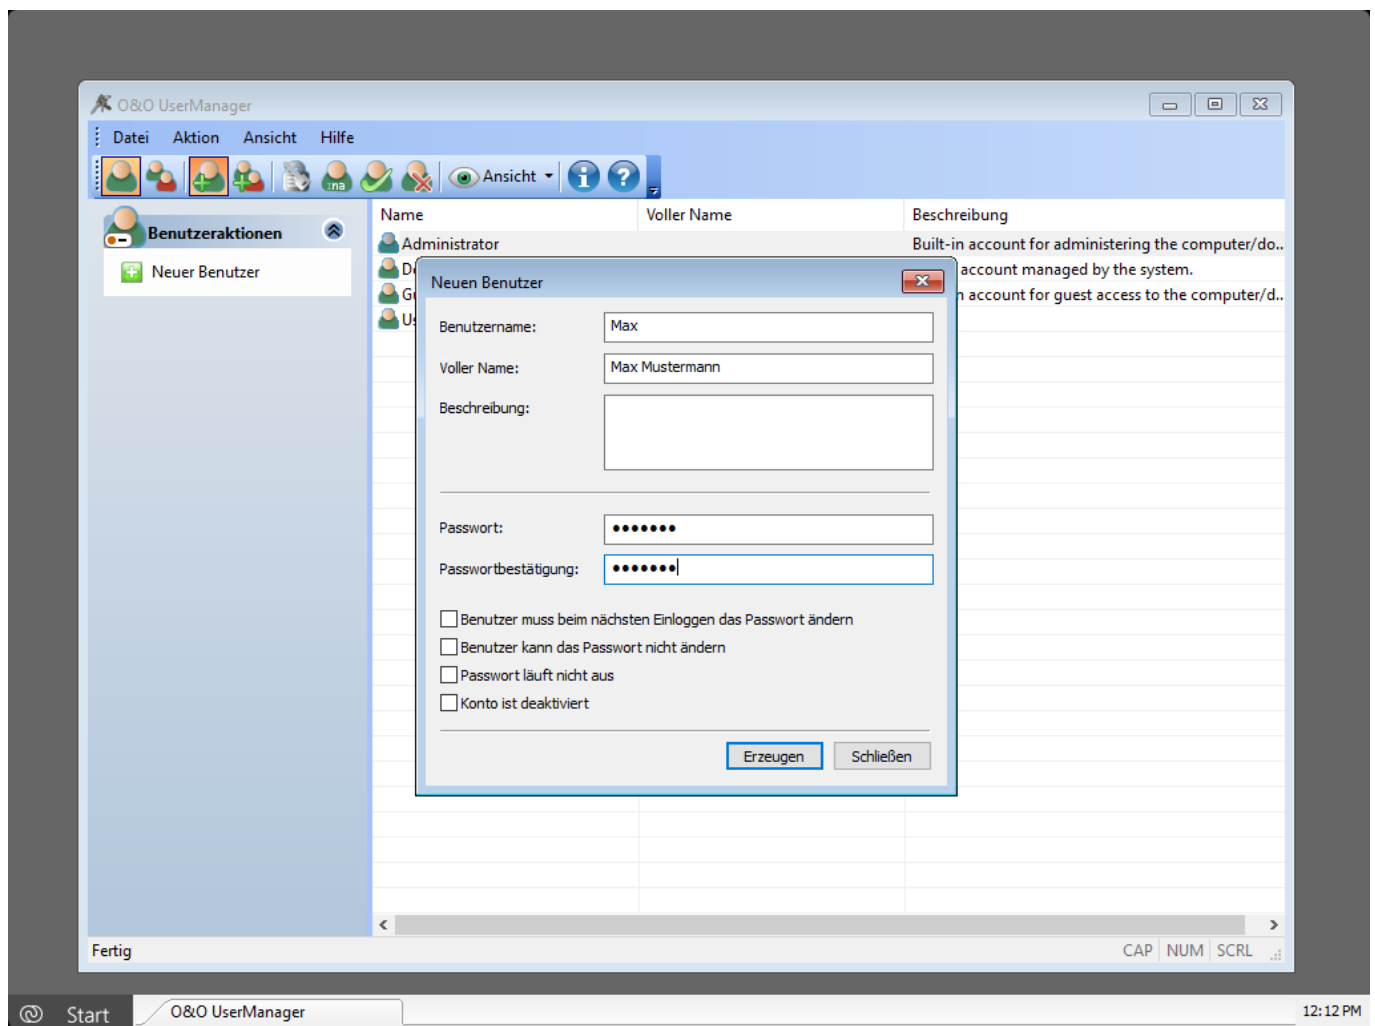 O&O UserManager
Datei Aktion Ansicht Hilfe
ına Ansicht
Benutzeraktionen
Neuer Benutzer
Name Voller Name Beschreibung
Administrator Built-in account for administering the computer/do..
account managed by the system.
account for guest access to the computer/d..
Neuen Benutzer
Benutzername: Max
Voller Name: Max Mustermann
Beschreibung:
Passwort: •••••••
Passwortbestätigung: •••••••
Benutzer muss beim nächsten Einloggen das Passwort ändern
Benutzer kann das Passwort nicht ändern
Passwort läuft nicht aus
Konto ist deaktiviert
Erzeugen Schließen
Fertig CAP NUM SCRL
Start O&O UserManager 12:12 PM